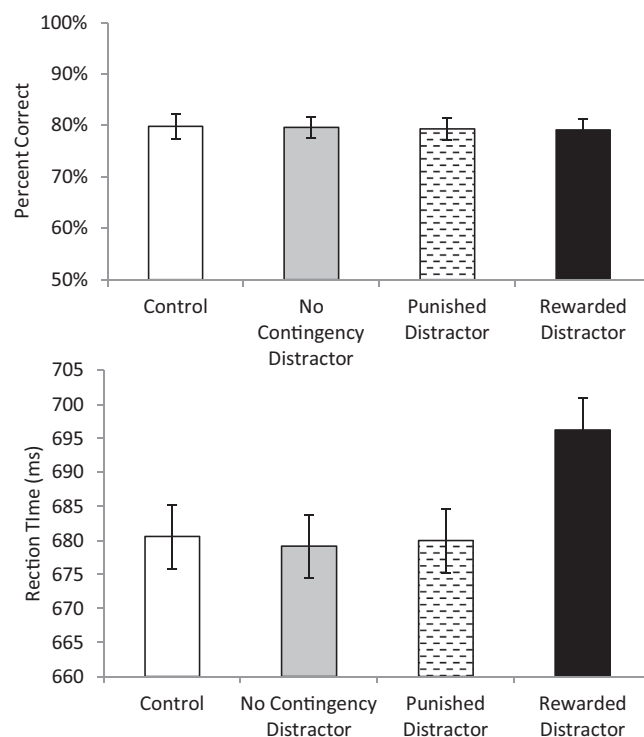 100%
90%
80%
70%
60%
50%
Percent Correct
Control
No
Contingency
Distractor
Punished
Distractor
Rewarded
Distractor
705
700
695
690
685
680
675
670
665
660
Rection TIme (ms)
Control
No Contingency
Distractor
Punished
Distractor
Rewarded
Distractor